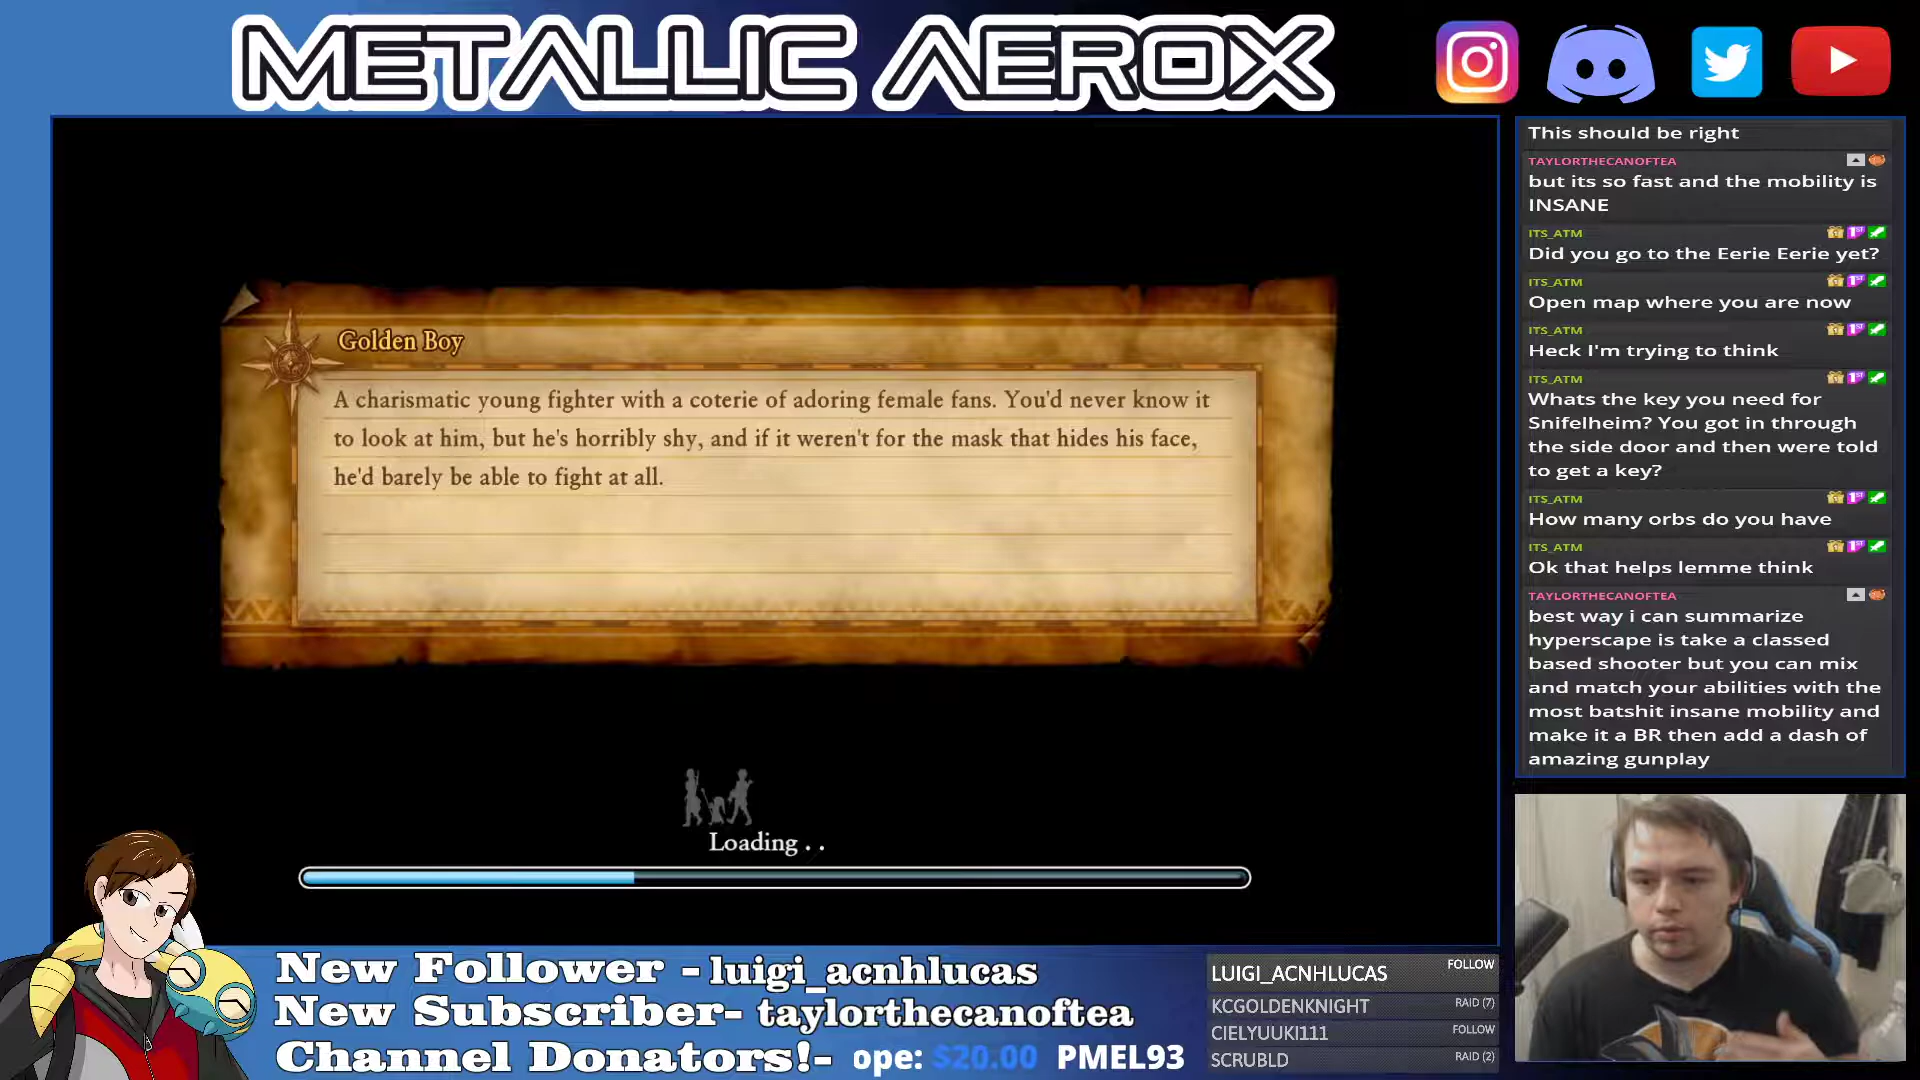 METALLIC AEROX
This should be right
TAYLORTHECANOFTEA
but its so fast and the mobility is
INSANE
ITS_ATM
Did you go to the Eerie Eerie yet?
ITS_ATM
Open map where you are now
ITS_ATM
Heck I'm trying to think
ITS_ATM
Whats the key you need for
Snifelheim? You got in through
the side door and then were told
to get a key?
ITS_ATM
How many orbs do you have
ITS_ATM
Ok that helps lemme think
TAYLORTHECANOFTEA
best way i can summarize
hyperscape is take a classed
based shooter but you can mix
and match your abilities with the
most batshit insane mobility and
make it a BR then add a dash of
amazing gunplay
Golden Boy
A charismatic young fighter with a coterie of adoring female fans. You'd never know it
to look at him, but he's horribly shy, and if it weren't for the mask that hides his face,
he'd barely be able to fight at all.
Loading . .
New Follower - luigi_acnhlucas
New Subscriber- taylorthecanoftea
Channel Donators!- ope: $20.00 PMEL93
LUIGI_ACNHLUCAS FOLLOW
KCGOLDENKNIGHT RAID (7)
CIELYUUKI111 FOLLOW
SCRUBLD RAID (2)